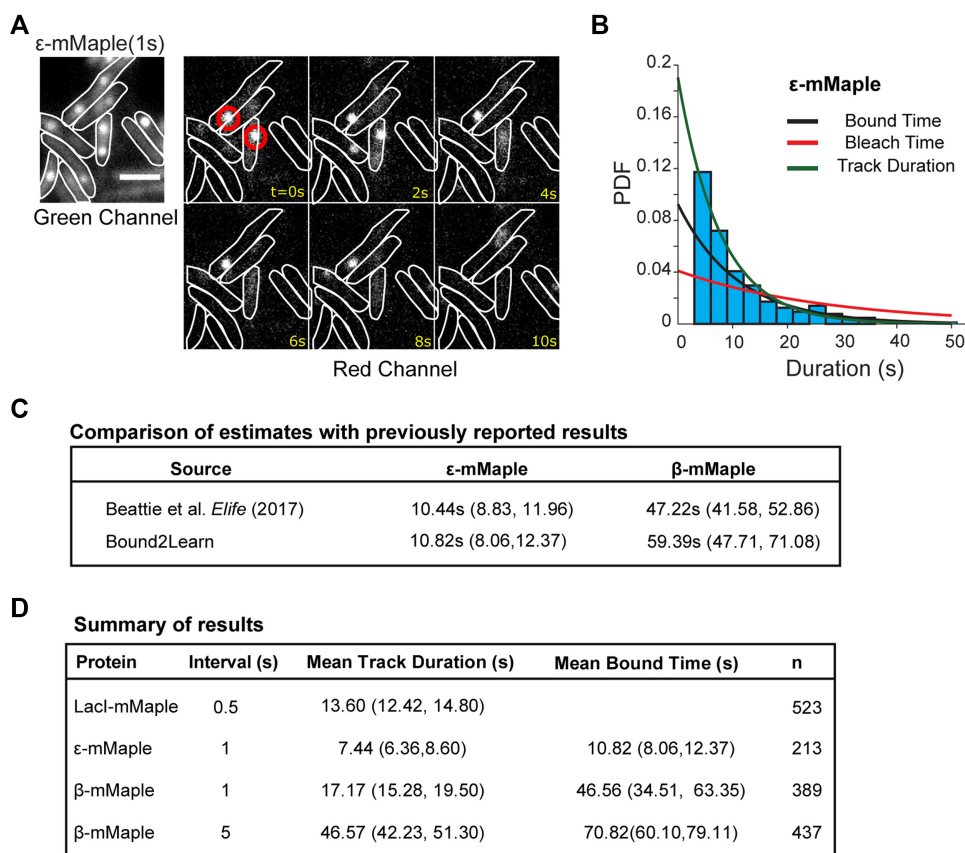 A
ε-mMaple(1s)
Green Channel
t=0s
2s
4s
6s
8s
10s
Red Channel
B
0.2
0.16
0.12
0.08
0.04
0
PDF
ε-mMaple
Bound Time
Bleach Time
Track Duration
0 10 20 30 40 50
Duration (s)
C
Comparison of estimates with previously reported results
Source ε-mMaple β-mMaple
Beattie et al. Elife (2017) 10.44s (8.83, 11.96) 47.22s (41.58, 52.86)
Bound2Learn 10.82s (8.06,12.37) 59.39s (47.71, 71.08)
D
Summary of results
Protein Interval (s) Mean Track Duration (s) Mean Bound Time (s) n
LacI-mMaple 0.5 13.60 (12.42, 14.80) 523
ε-mMaple 1 7.44 (6.36,8.60) 10.82 (8.06,12.37) 213
β-mMaple 1 17.17 (15.28, 19.50) 46.56 (34.51, 63.35) 389
β-mMaple 5 46.57 (42.23, 51.30) 70.82(60.10,79.11) 437